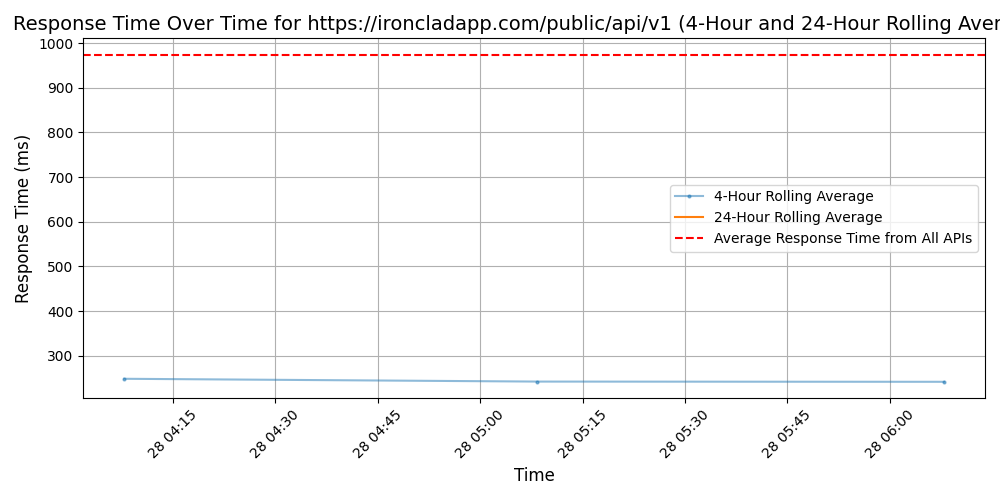 Response Time Over Time for https://ironcladapp.com/public/api/v1 (4-Hour and 24-Hour Rolling Aver
1000
900
800
700
600
500
400
300
Response Time (ms)
4-Hour Rolling Average
24-Hour Rolling Average
Average Response Time from All APIs
28 04:15
28 04:30
28 04:45
28 05:00
28 05:15
28 05:30
28 05:45
28 06:00
Time